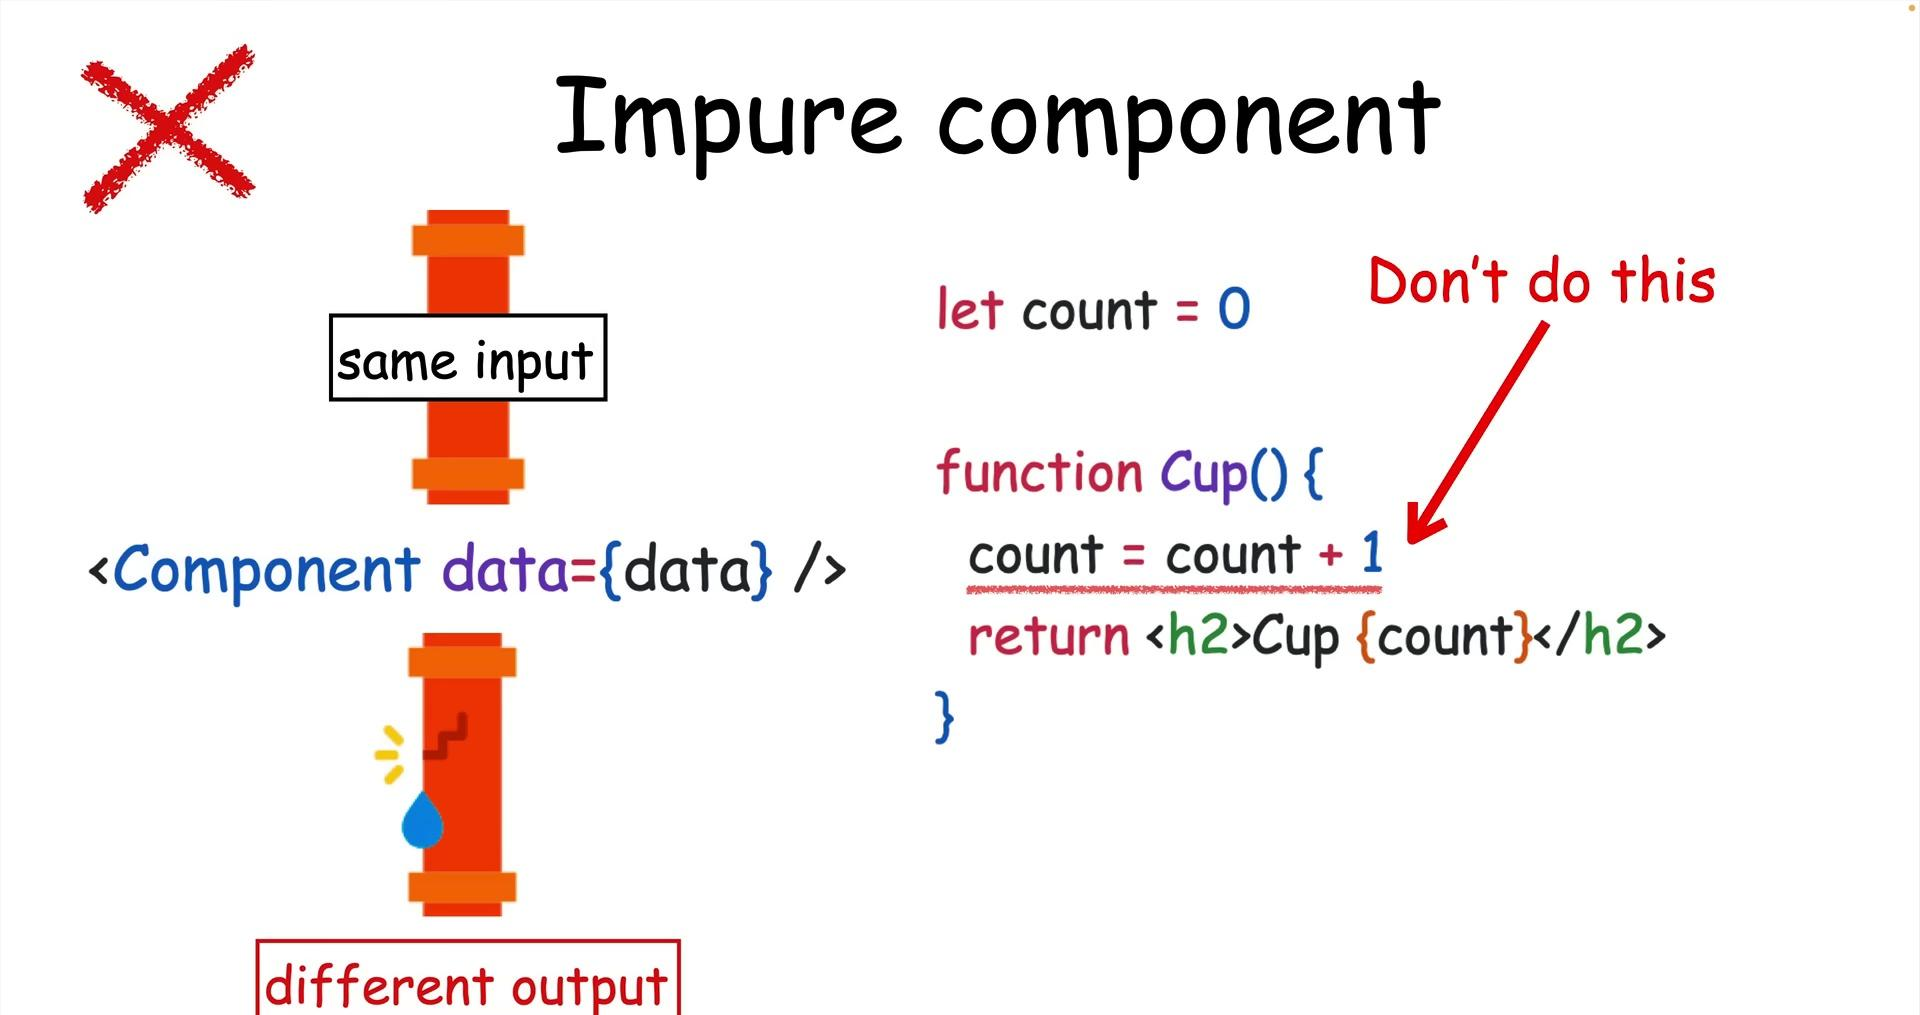 Impure component
same input
<Component data={data} />
different output
Don't do this
let count = 0
function Cup() {
count = count + 1
return <h2>Cup {count}</h2>
}